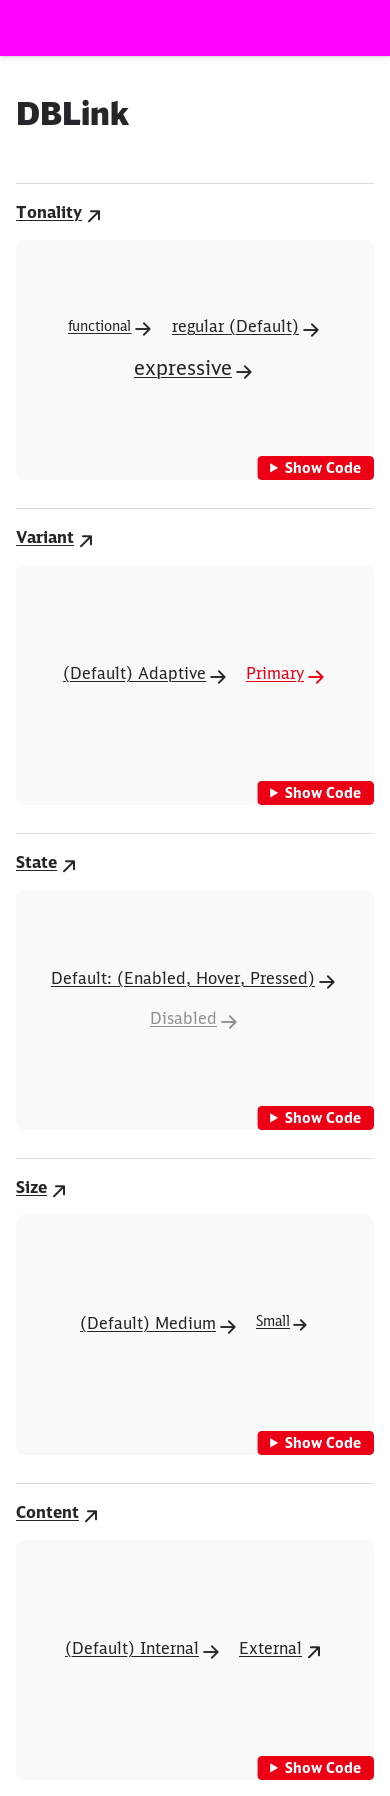 DBLink
Tonality
functional regular (Default)
expressive
Show Code
Variant
(Default) Adaptive Primary
Show Code
State
Default: (Enabled, Hover, Pressed)
Disabled
Show Code
Size
(Default) Medium Small
Show Code
Content
(Default) Internal External
Show Code